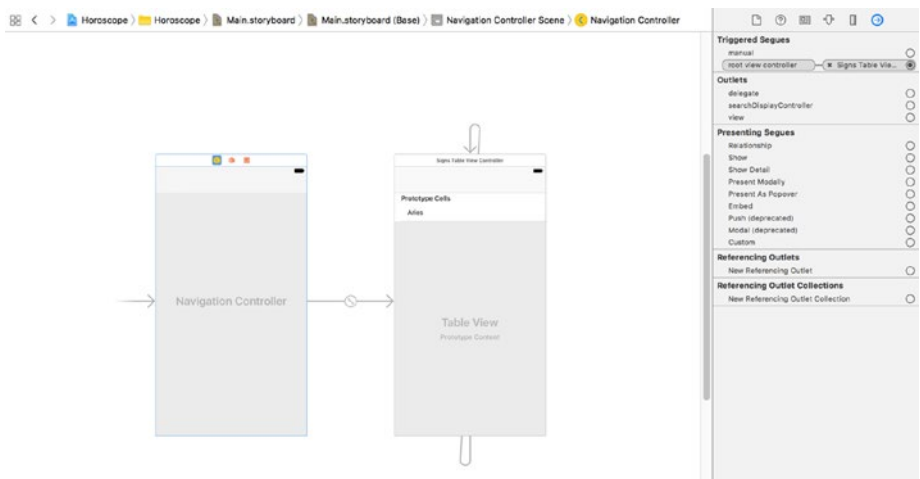 Horoscope 〉 Horoscope 〉 Main.storyboard 〉 Main.storyboard (Base) 〉 Navigation Controller Scene 〉 Navigation Controller
Navigation Controller
Signs Table View Controller
Prototype Cells
Aries
Table View
Prototype Content
Triggered Segues
manual
root view controller Signs Table Vie...
Outlets
delegate
searchDisplayController
view
Presenting Segues
Relationship
Show
Show Detail
Present Modally
Present As Popover
Embed
Push (deprecated)
Modal (deprecated)
Custom
Referencing Outlets
New Referencing Outlet
Referencing Outlet Collections
New Referencing Outlet Collection